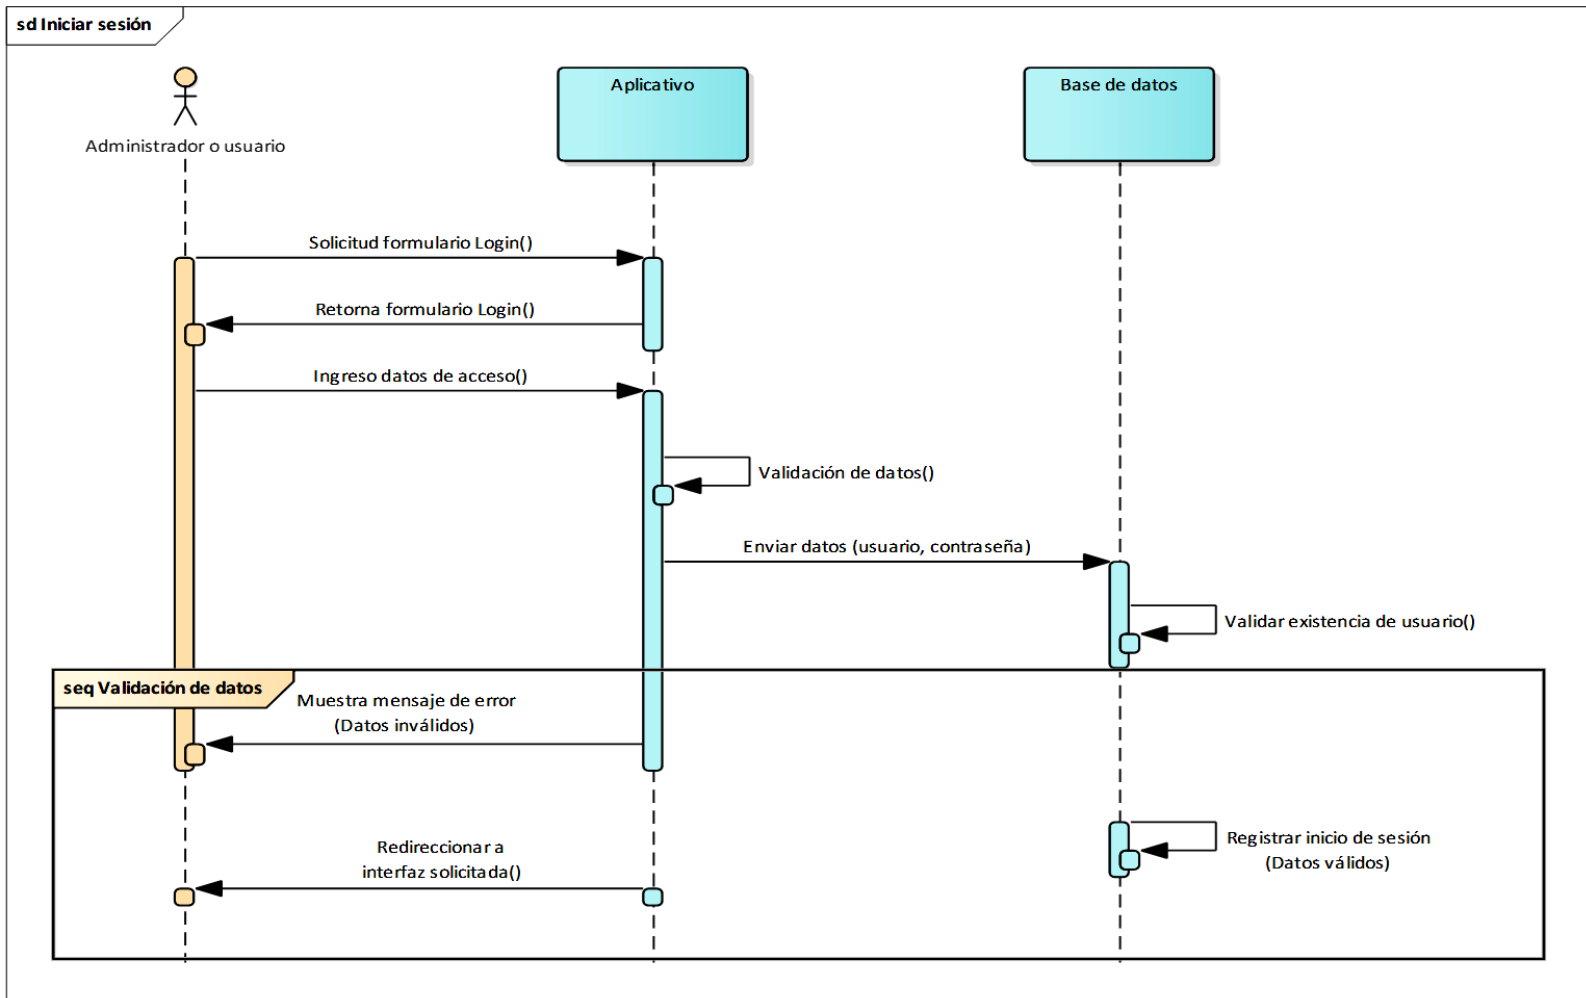 sd Iniciar sesión
Administrador o usuario
Aplicativo
Base de datos
Solicitud formulario Login()
Retorna formulario Login()
Ingreso datos de acceso()
Validación de datos()
Enviar datos (usuario, contraseña)
Validar existencia de usuario()
seq Validación de datos
Muestra mensaje de error
(Datos inválidos)
Registrar inicio de sesión
(Datos válidos)
Redireccionar a
interfaz solicitada()